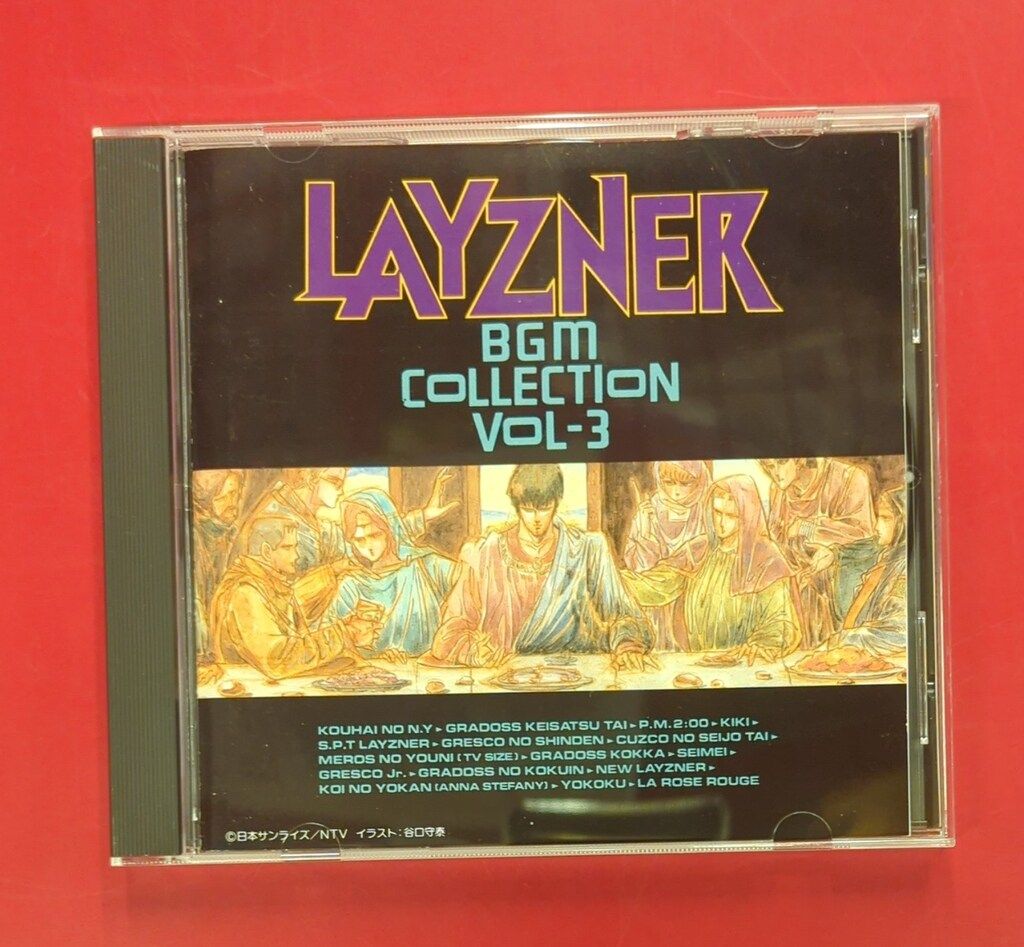 LAYZNER
BGM
COLLECTION
VOL-3
KOUHAI NO N.Y ▸ GRADOSS KEISATSU TAI ▸ P.M. 2:00 ▸ KIKI ▸
S.P.T LAYZNER ▸ GRESCO NO SHINDEN ▸ CUZCO NO SEIJO TAI ▸
MEROS NO YOUNI (TV SIZE) ▸ GRADOSS KOKKA ▸ SEIMEI ▸
GRESCO Jr. ▸ GRADOSS NO KOKUIN ▸ NEW LAYZNER ▸
KOI NO YOKAN (ANNA STEFANY) ▸ YOKOKU ▸ LA ROSE ROUGE
©日本サンライズ/NTV イラスト:谷口守泰